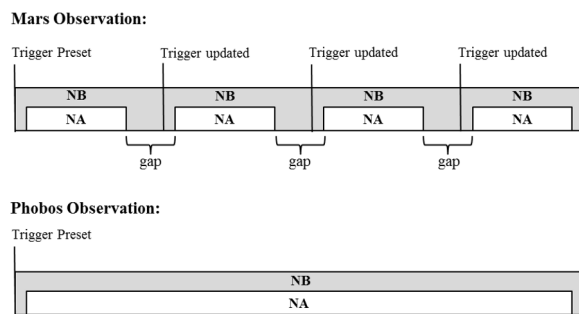 Mars Observation:
Trigger Preset Trigger updated Trigger updated Trigger updated
NB NB NB NB
NA NA NA NA
gap gap gap
Phobos Observation:
Trigger Preset
NB
NA